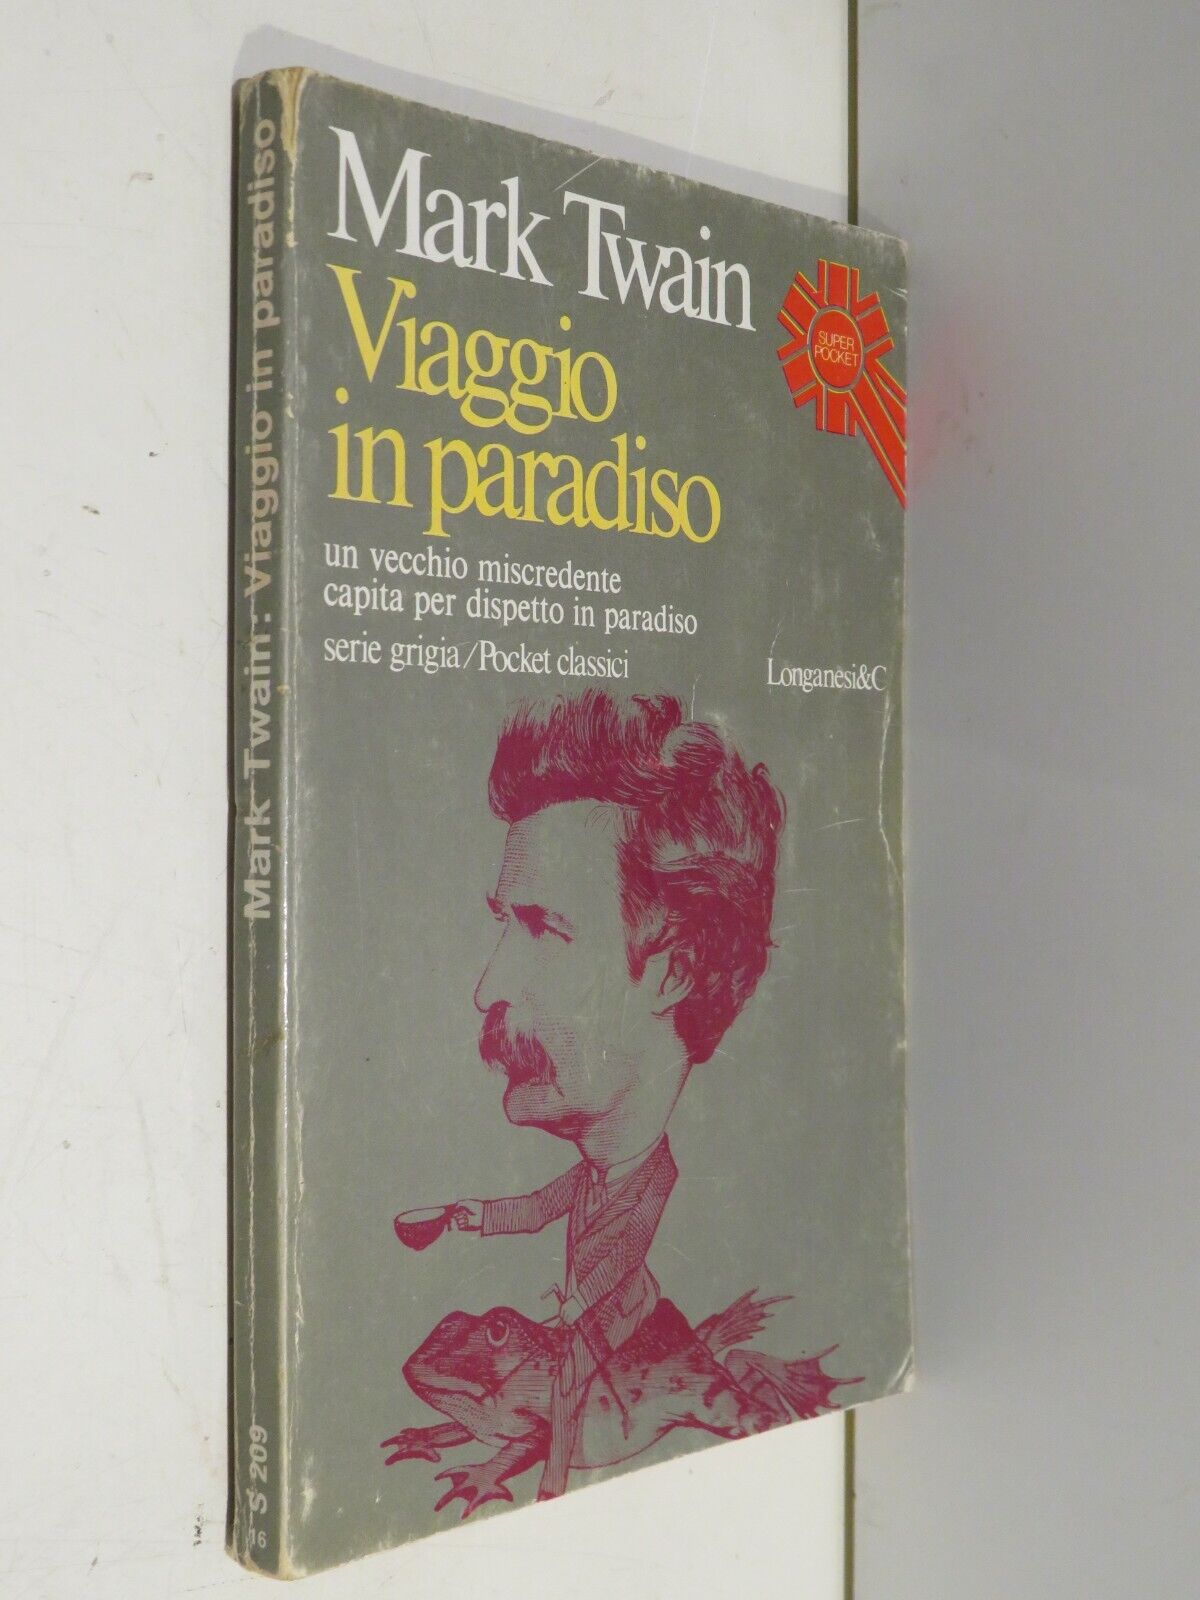 Mark Twain
Viaggio
in paradiso
un vecchio miscredente
capita per dispetto in paradiso
serie grigia/Pocket classici
Longanesi&C
SUPER
POCKET
Mark Twain: Viaggio in paradiso
S 209
16